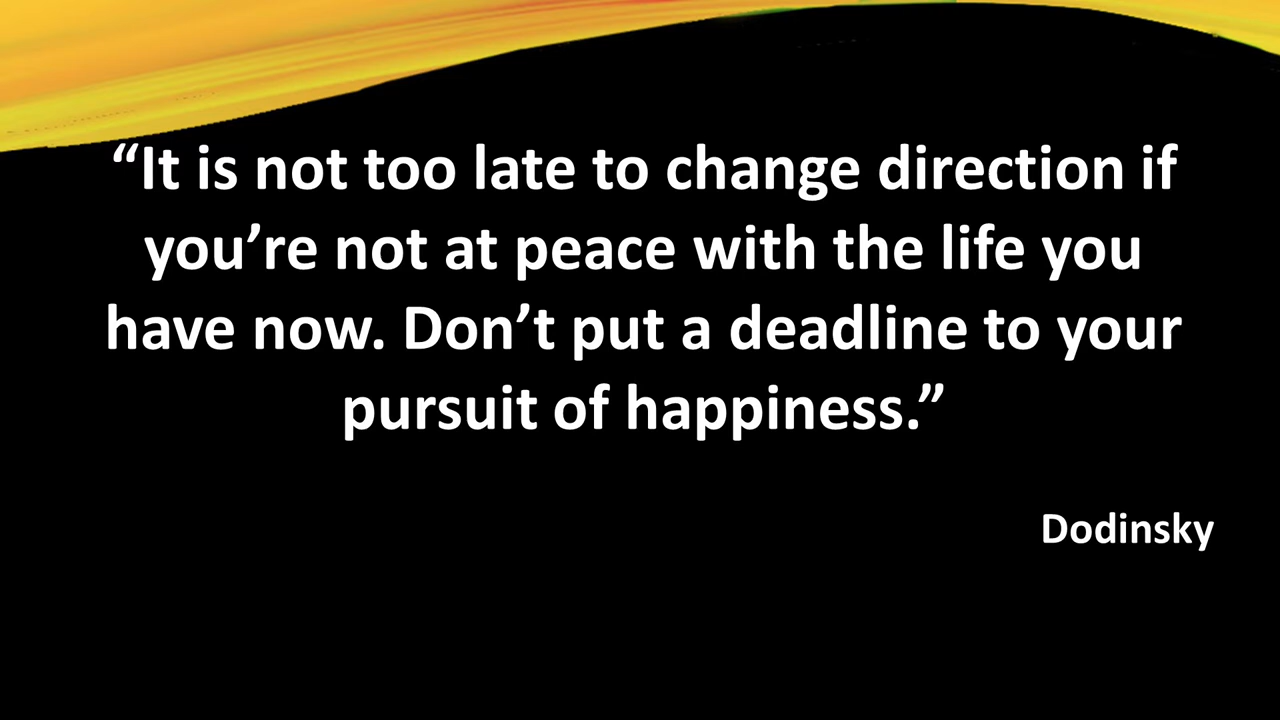 “It is not too late to change direction if
you’re not at peace with the life you
have now. Don’t put a deadline to your
pursuit of happiness.”
Dodinsky